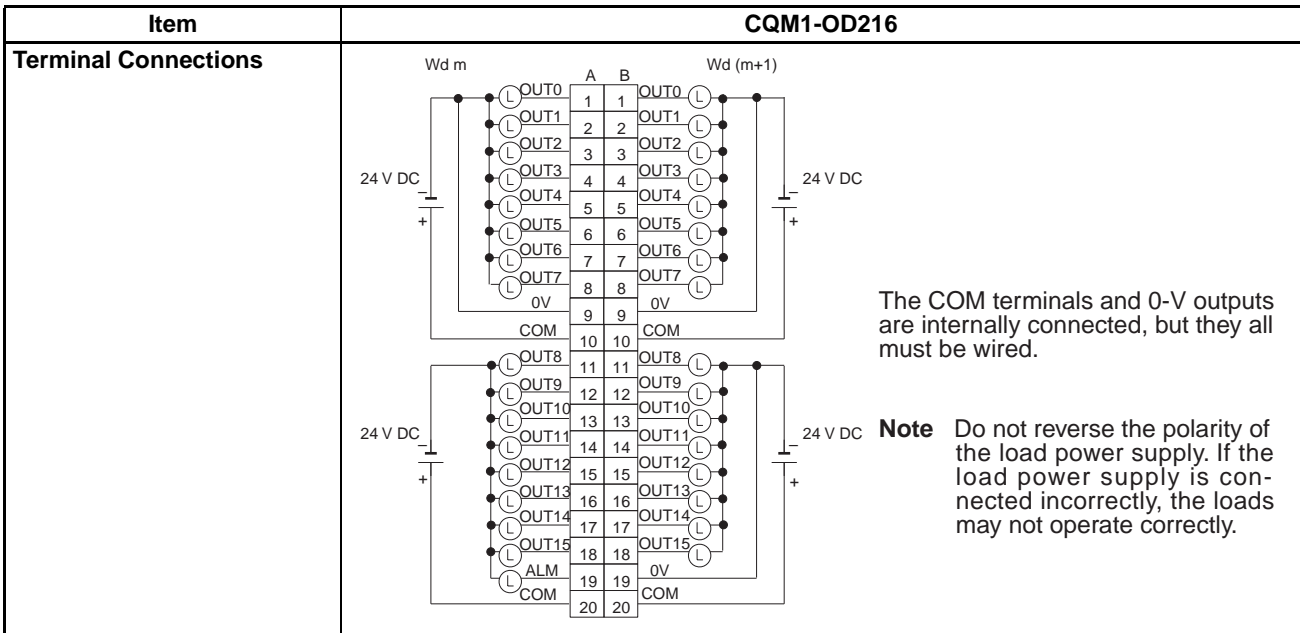 Item CQM1-OD216
Terminal Connections
Wd m A B Wd (m+1)
L OUT0 1 1 OUT0 L
L OUT1 2 2 OUT1 L
L OUT2 3 3 OUT2 L
24 V DC L OUT3 4 4 OUT3 L 24 V DC
– L OUT4 5 5 OUT4 L –
+ L OUT5 6 6 OUT5 L +
L OUT6 7 7 OUT6 L
L OUT7 8 8 OUT7 L
0V 9 9 0V
COM 10 10 COM
L OUT8 11 11 OUT8 L
L OUT9 12 12 OUT9 L
L OUT10 13 13 OUT10 L
24 V DC L OUT11 14 14 OUT11 L 24 V DC
– L OUT12 15 15 OUT12 L –
+ L OUT13 16 16 OUT13 L +
L OUT14 17 17 OUT14 L
L OUT15 18 18 OUT15 L
L ALM 19 19 0V
COM 20 20 COM
The COM terminals and 0-V outputs
are internally connected, but they all
must be wired.
Note Do not reverse the polarity of
the load power supply. If the
load power supply is con-
nected incorrectly, the loads
may not operate correctly.